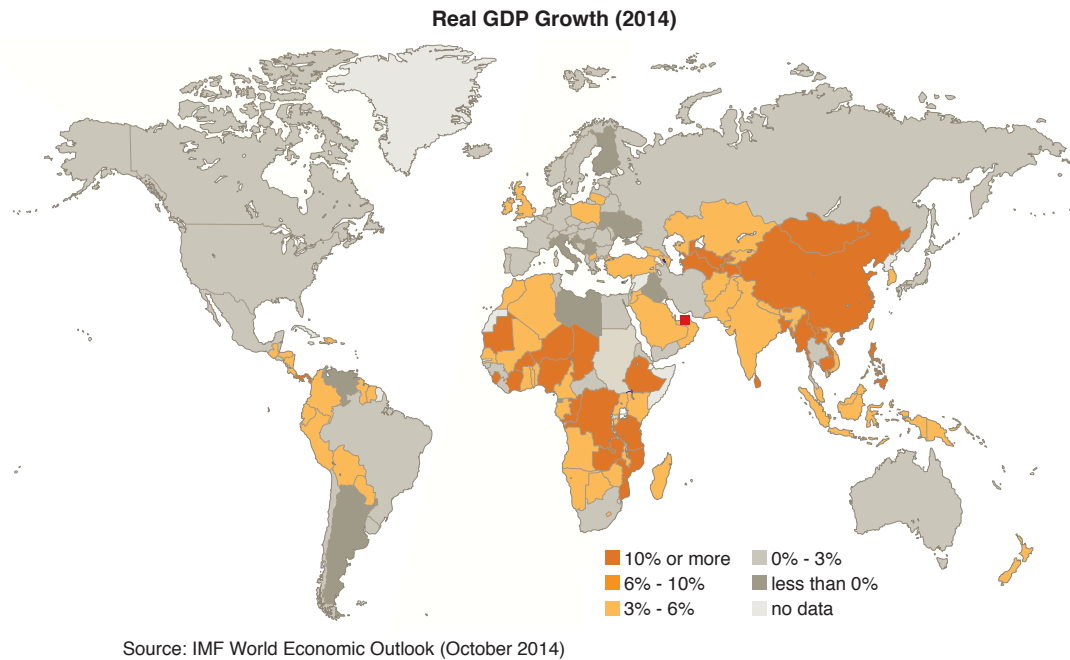 Real GDP Growth (2014)
10% or more
0% - 3%
6% - 10%
less than 0%
3% - 6%
no data
Source: IMF World Economic Outlook (October 2014)